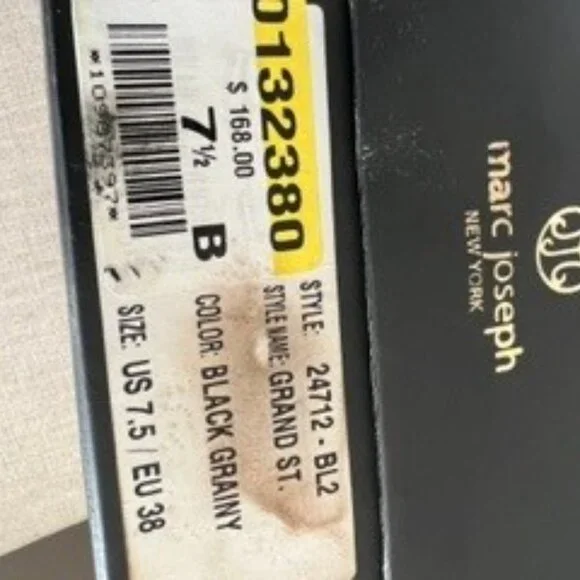 0132380
$ 168.00
7½ B
STYLE: 24712 - BL2
STYLE NAME: GRAND ST.
COLOR: BLACK GRAINY
SIZE: US 7.5 / EU 38
marc joseph
NEW YORK